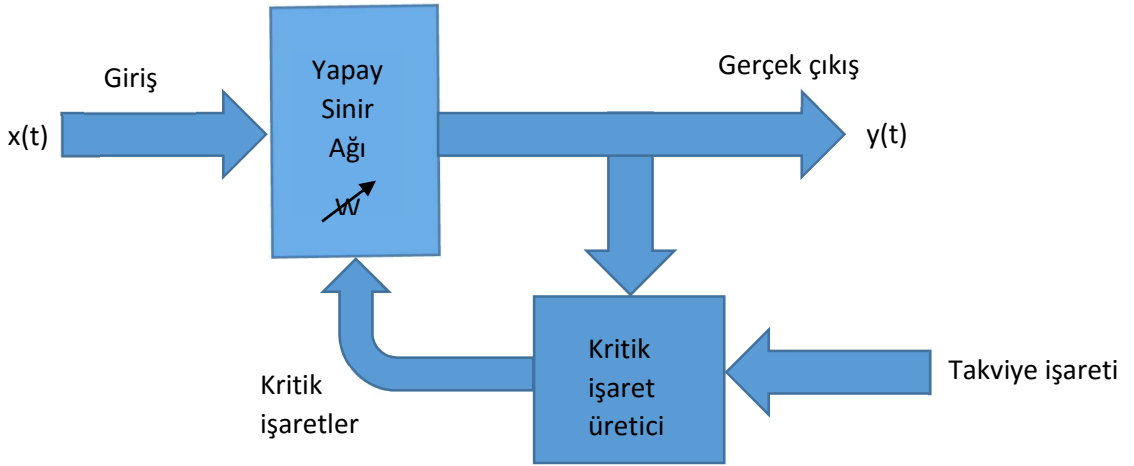 Giriş
x(t)
Yapay
Sinir
Ağı
W
Gerçek çıkış
y(t)
Kritik
işaretler
Kritik
işaret
üretici
Takviye işareti